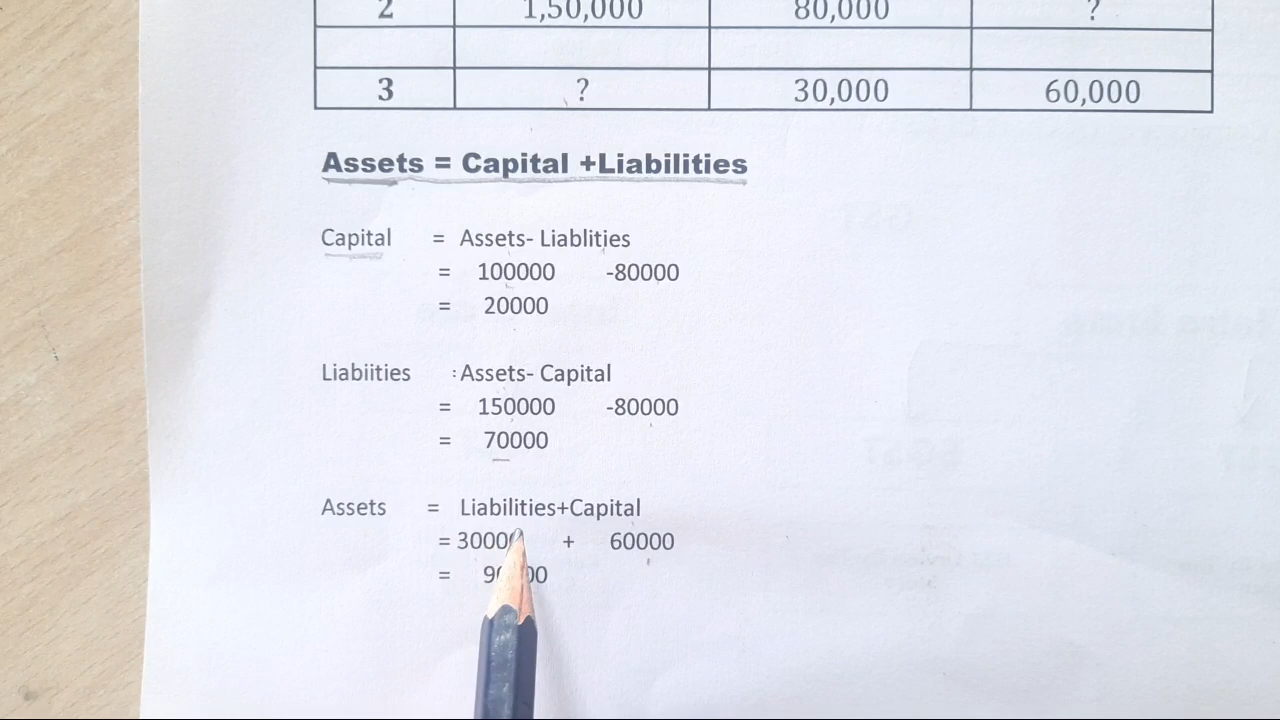 2 1,50,000 80,000 ?
3 ? 30,000 60,000
Assets = Capital +Liabilities
Capital = Assets- Liablities
= 100000 -80000
= 20000
Liabiities : Assets- Capital
= 150000 -80000
= 70000
Assets = Liabilities+Capital
= 30000 + 60000
=